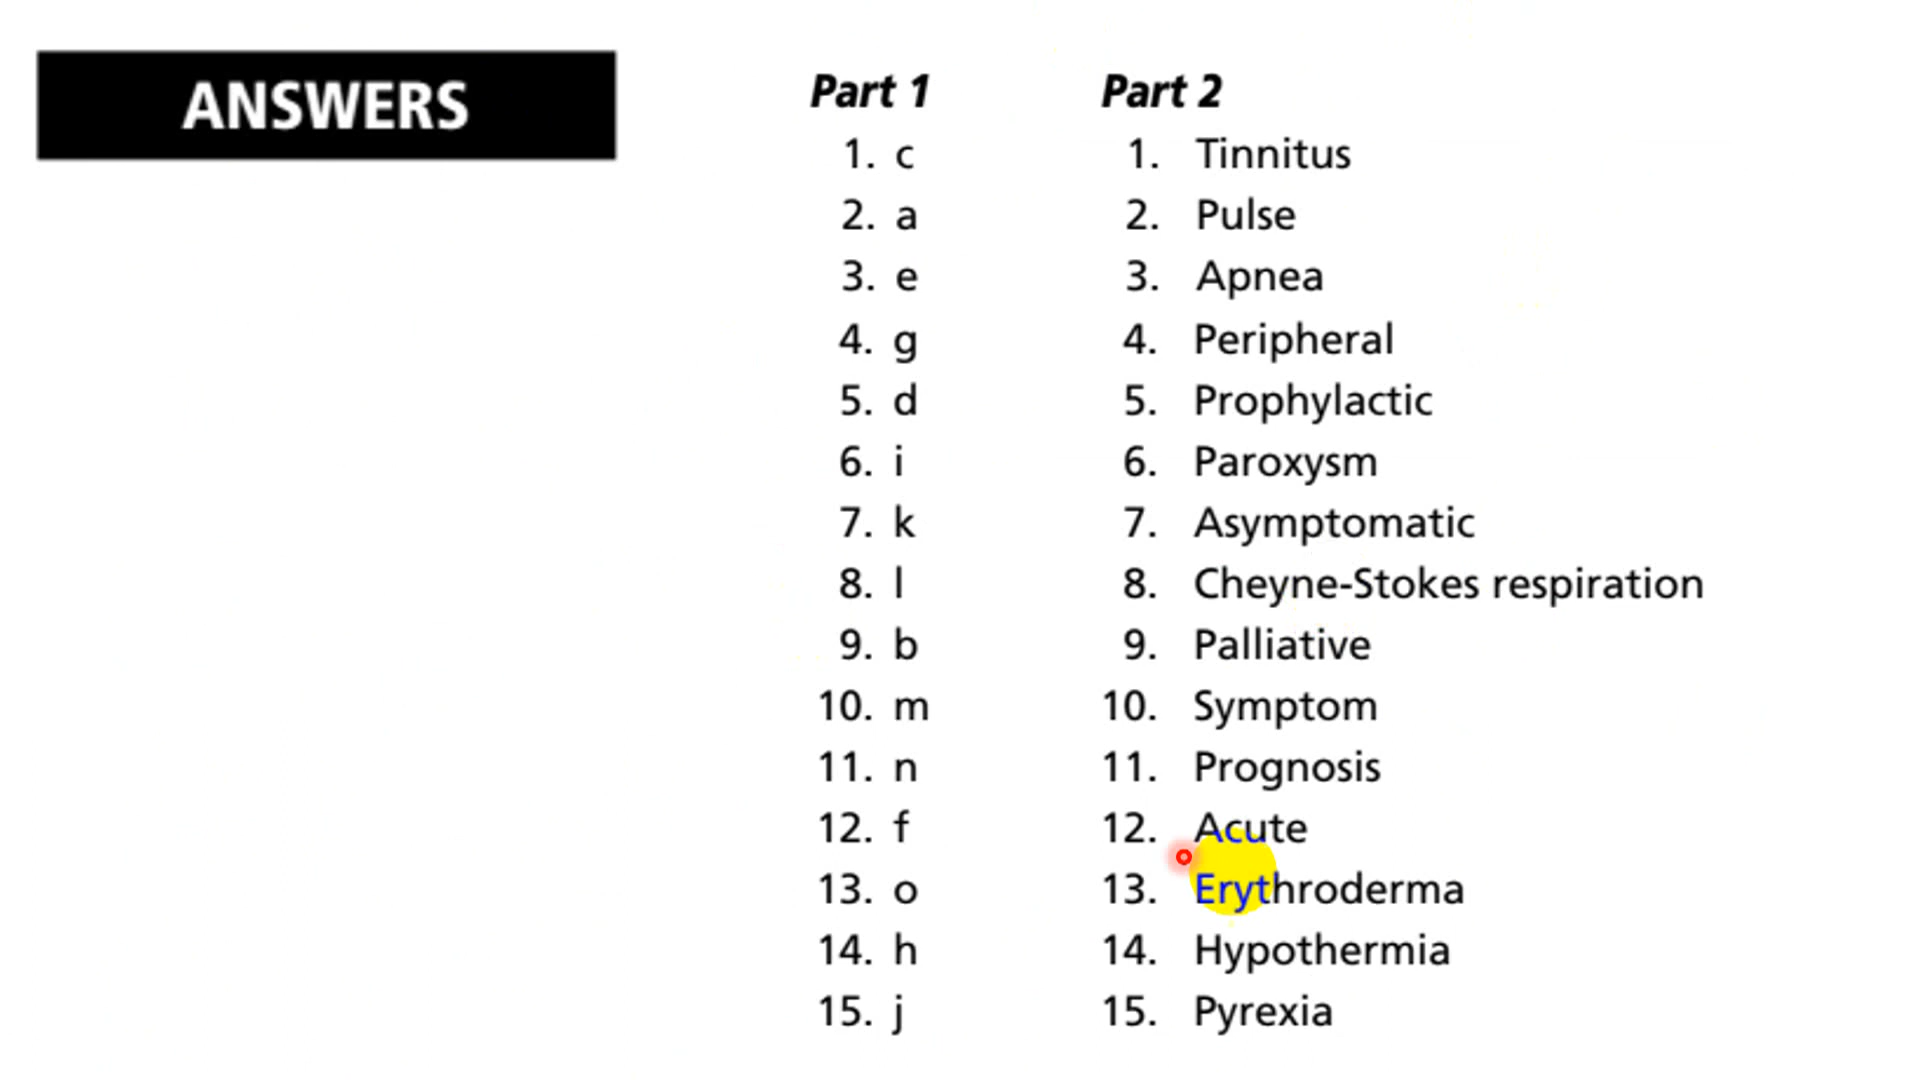 ANSWERS
Part 1
1. c
2. a
3. e
4. g
5. d
6. i
7. k
8. l
9. b
10. m
11. n
12. f
13. o
14. h
15. j
Part 2
1. Tinnitus
2. Pulse
3. Apnea
4. Peripheral
5. Prophylactic
6. Paroxysm
7. Asymptomatic
8. Cheyne-Stokes respiration
9. Palliative
10. Symptom
11. Prognosis
12. Acute
13. Erythroderma
14. Hypothermia
15. Pyrexia